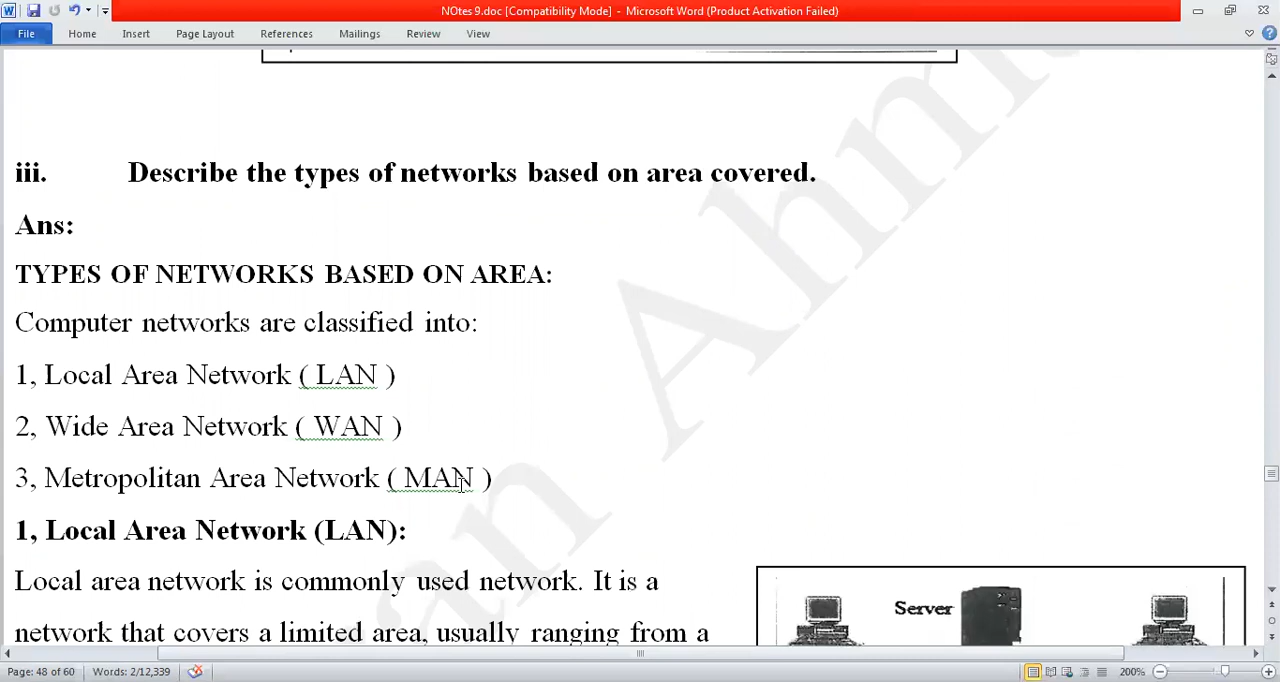 NOtes 9.doc [Compatibility Mode] - Microsoft Word (Product Activation Failed)
File Home Insert Page Layout References Mailings Review View
iii. Describe the types of networks based on area covered.
Ans:
TYPES OF NETWORKS BASED ON AREA:
Computer networks are classified into:
1, Local Area Network ( LAN )
2, Wide Area Network ( WAN )
3, Metropolitan Area Network ( MAN )
1, Local Area Network (LAN):
Local area network is commonly used network. It is a
network that covers a limited area, usually ranging from a
Server
an Ahm
Page: 48 of 60 Words: 2/12,339 200%